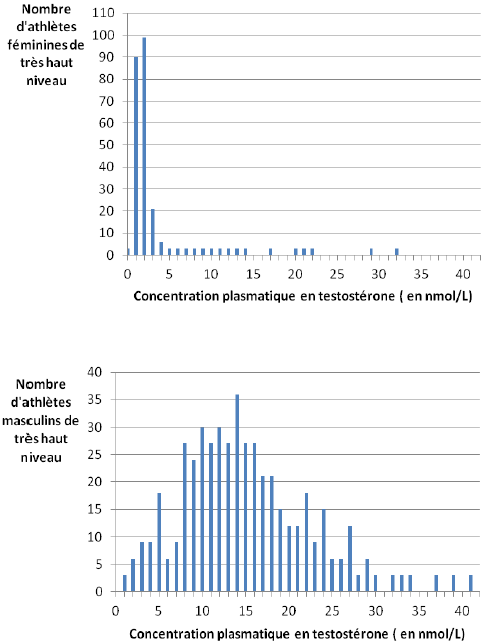 Nombre
d'athlètes
féminines de
très haut
niveau
110
100
90
80
70
60
50
40
30
20
10
0
0 5 10 15 20 25 30 35 40
Concentration plasmatique en testostérone ( en nmol/L)
Nombre
d'athlètes
masculins de
très haut
niveau
40
35
30
25
20
15
10
5
0
0 5 10 15 20 25 30 35 40
Concentration plasmatique en testostérone ( en nmol/L)